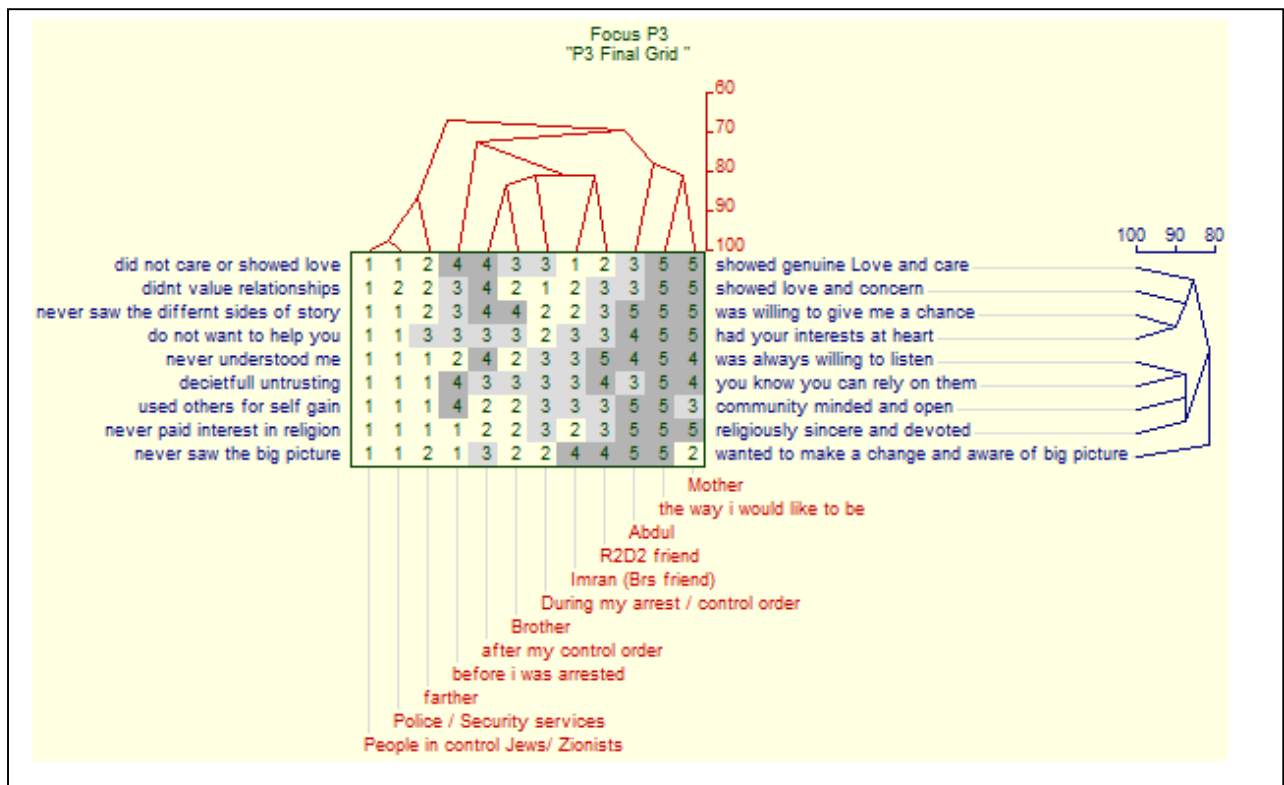 Focus P3
"P3 Final Grid "
60
70
80
90
100
100 90 80
did not care or showed love 1 1 2 4 4 3 3 1 2 3 5 5 showed genuine Love and care
didnt value relationships 1 2 2 3 4 2 1 2 3 3 5 5 showed love and concern
never saw the differnt sides of story 1 1 2 3 4 4 2 2 3 5 5 5 was willing to give me a chance
do not want to help you 1 1 3 3 3 3 2 3 3 4 5 5 had your interests at heart
never understood me 1 1 1 2 4 2 3 3 5 4 5 4 was always willing to listen
decietfull untrusting 1 1 1 4 3 3 3 3 4 3 5 4 you know you can rely on them
used others for self gain 1 1 1 4 2 2 3 3 3 5 5 3 community minded and open
never paid interest in religion 1 1 1 1 2 2 3 2 3 5 5 5 religiously sincere and devoted
never saw the big picture 1 1 2 1 3 2 2 4 4 5 5 2 wanted to make a change and aware of big picture
Mother
the way i would like to be
Abdul
R2D2 friend
Imran (Brs friend)
During my arrest / control order
Brother
after my control order
before i was arrested
farther
Police / Security services
People in control Jews/ Zionists